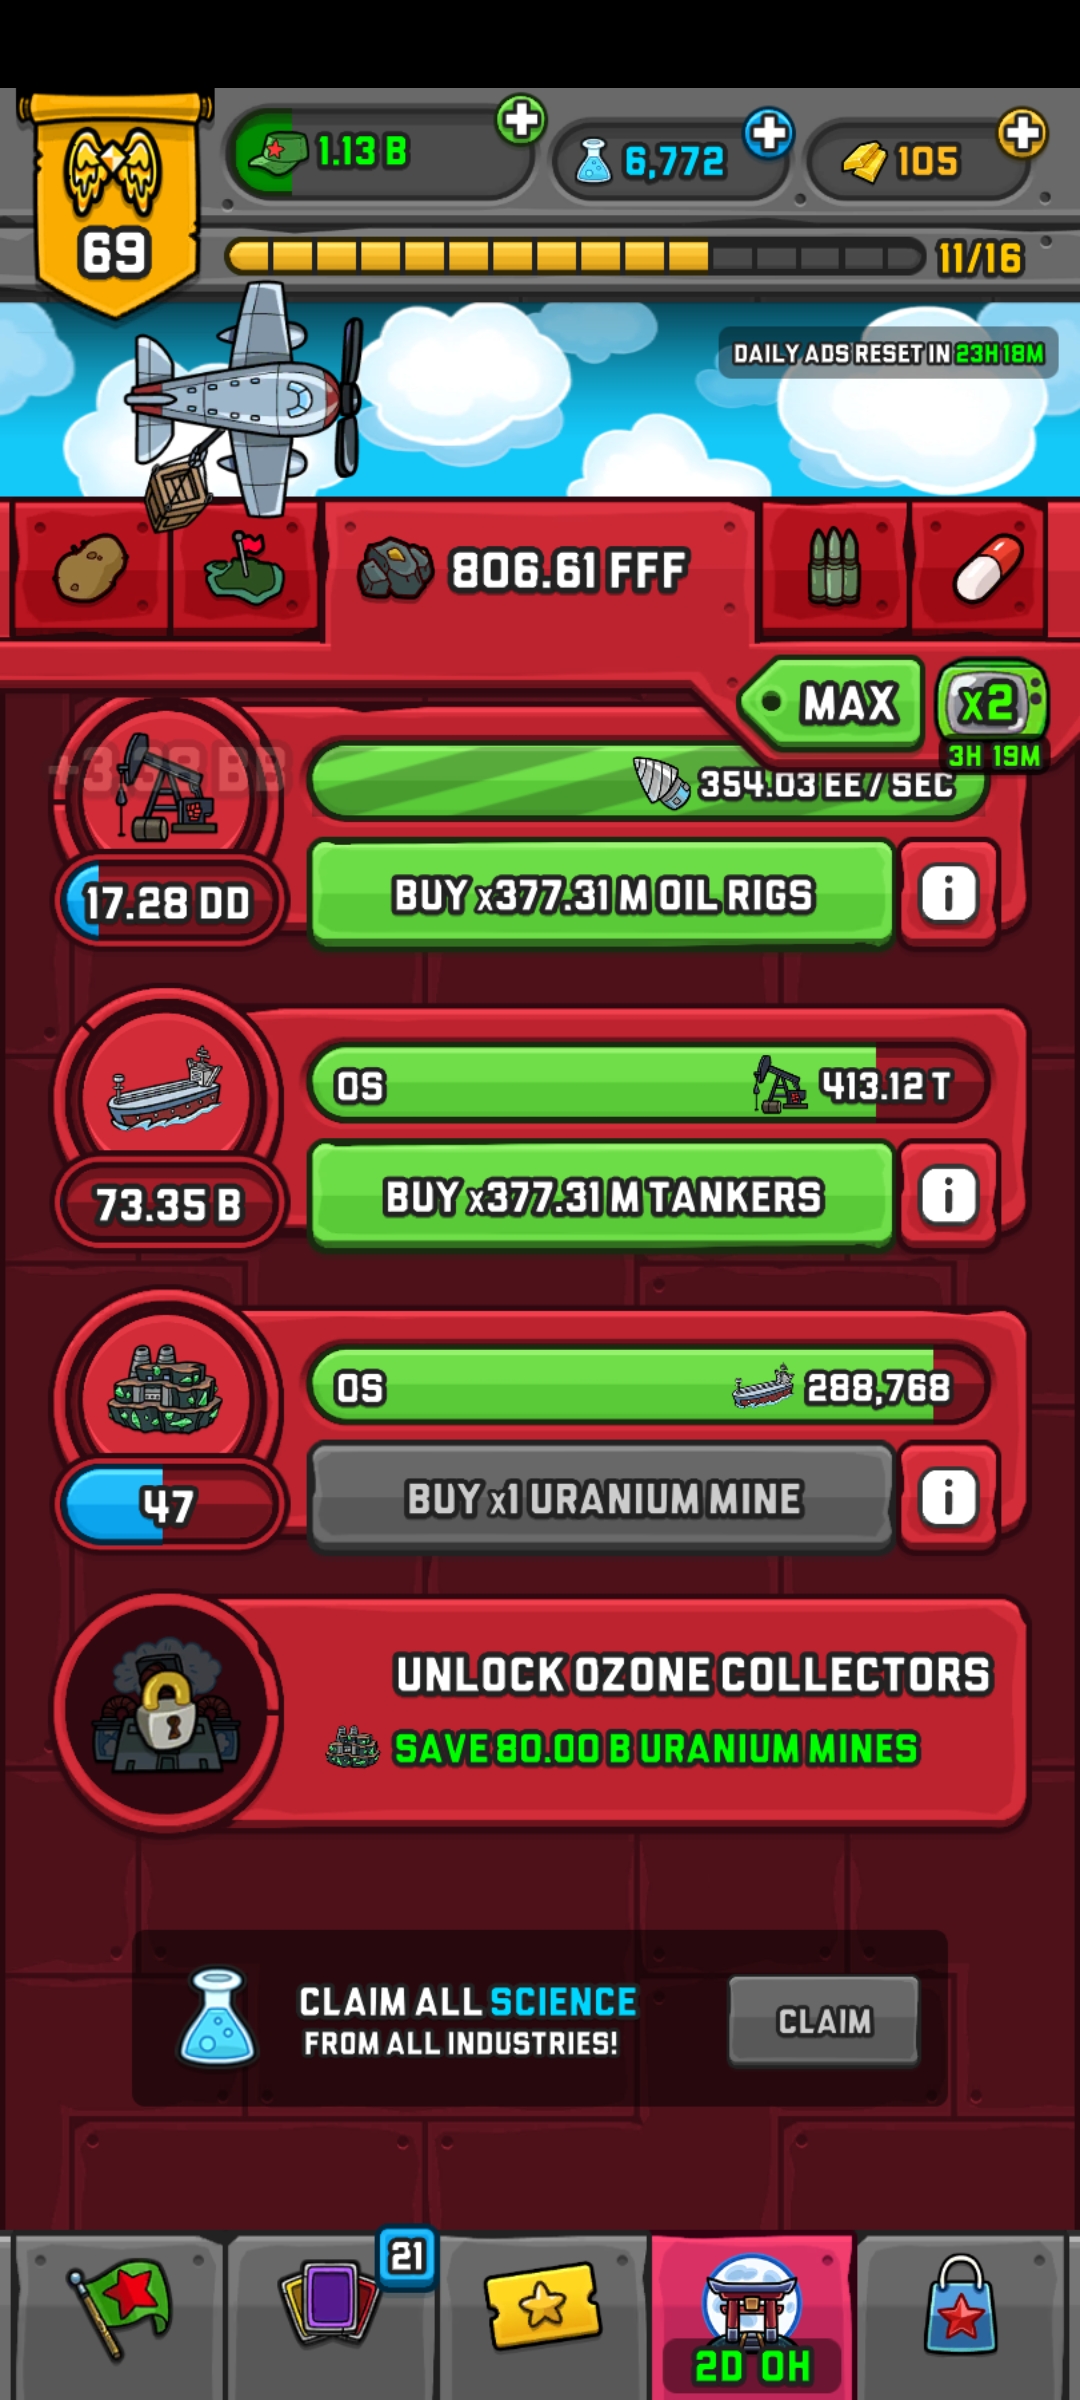 1.13 B
6,772
105
69
11/16
DAILY ADS RESET IN 23H 18M
806.61 FFF
MAX
x2
3H 19M
354.03 EE / SEC
17.28 DD
BUY x377.31 M OIL RIGS
i
0S
413.12 T
73.35 B
BUY x377.31 M TANKERS
i
0S
288,768
47
BUY x1 URANIUM MINE
i
UNLOCK OZONE COLLECTORS
SAVE 80.00 B URANIUM MINES
CLAIM ALL SCIENCE
FROM ALL INDUSTRIES!
CLAIM
21
2D 0H